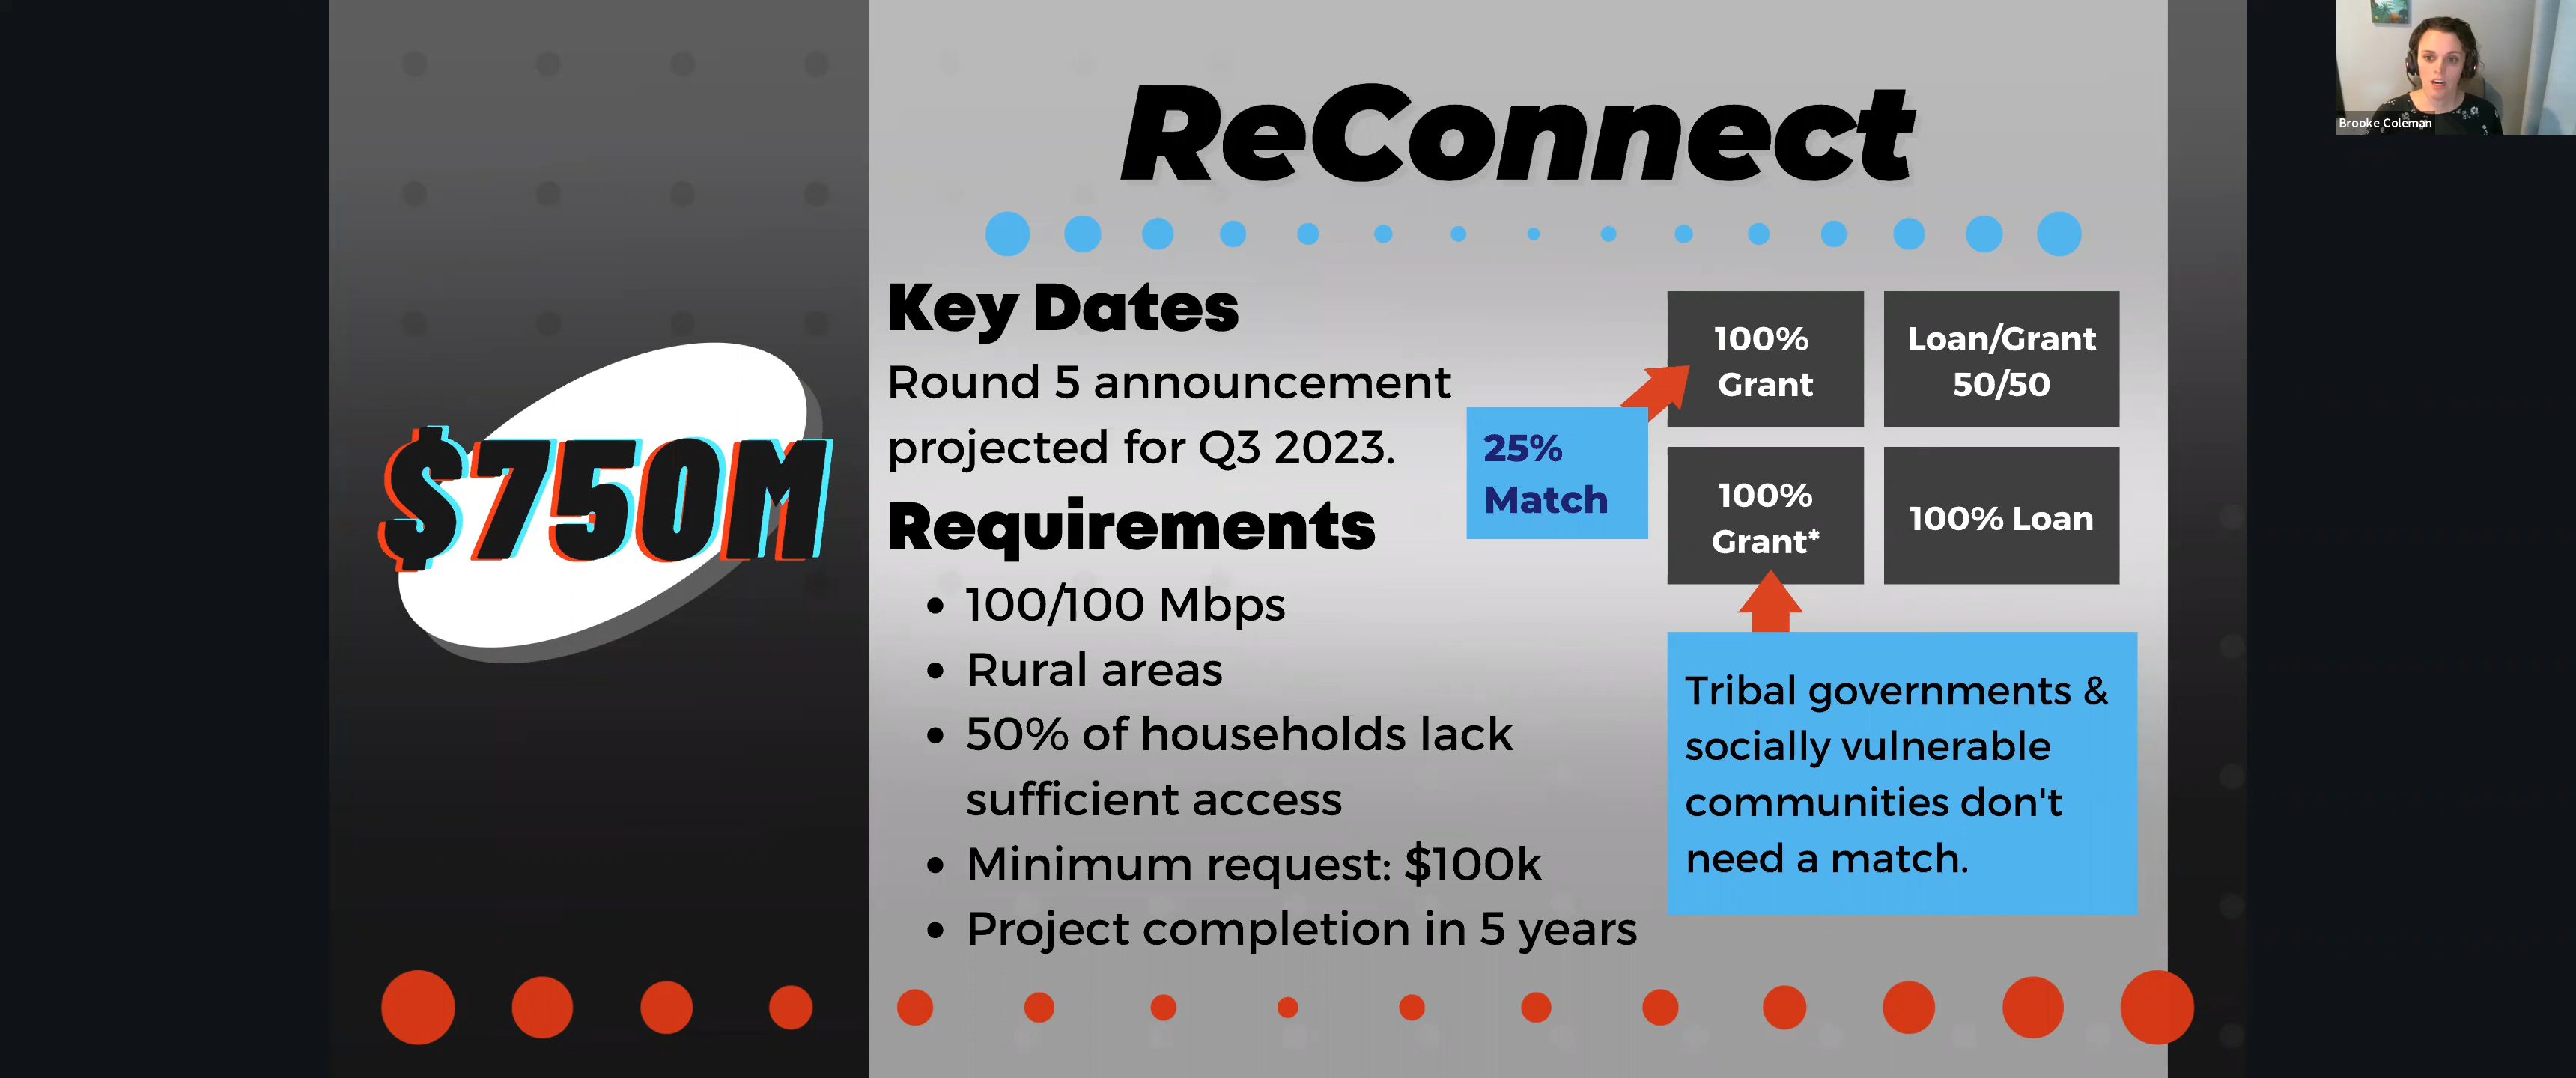 ReConnect
$750M
Key Dates
Round 5 announcement
projected for Q3 2023.
Requirements
• 100/100 Mbps
• Rural areas
• 50% of households lack
sufficient access
• Minimum request: $100k
• Project completion in 5 years
25%
Match
100%
Grant
Loan/Grant
50/50
100%
Grant*
100% Loan
Tribal governments &
socially vulnerable
communities don't
need a match.
Brooke Coleman